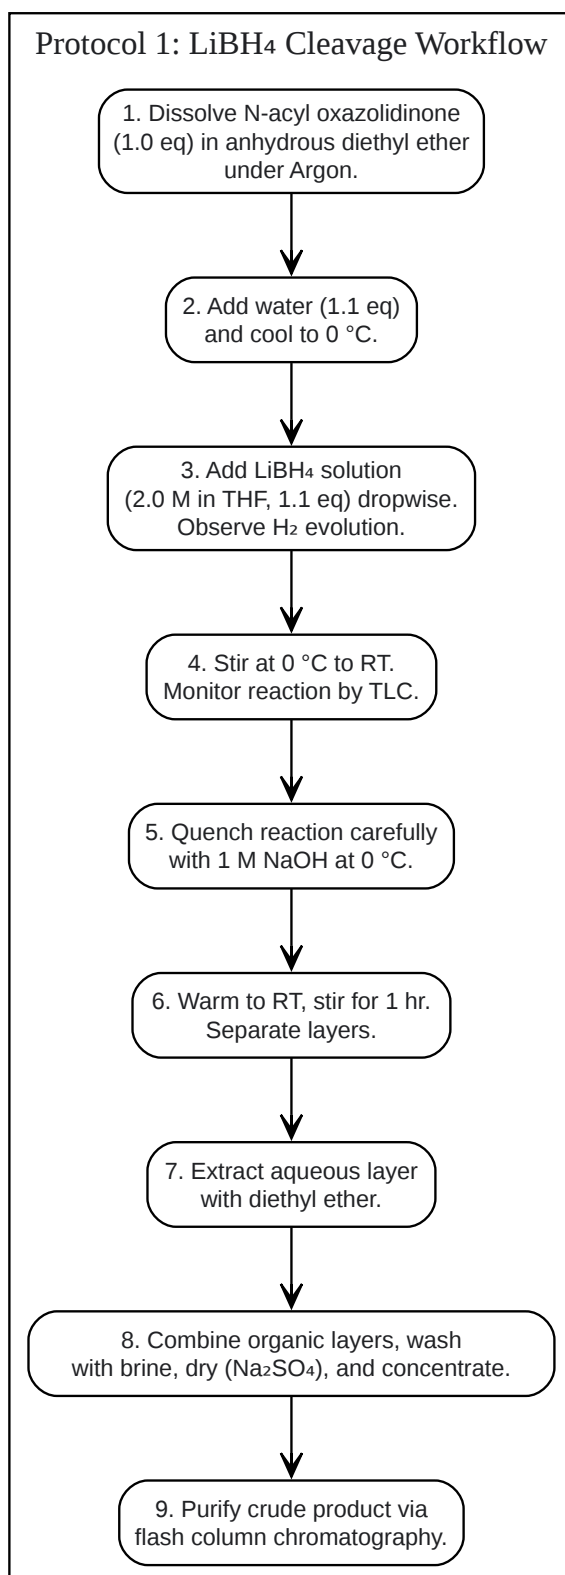 Protocol 1: LiBH₄ Cleavage Workflow
1. Dissolve N-acyl oxazolidinone
(1.0 eq) in anhydrous diethyl ether
under Argon.
2. Add water (1.1 eq)
and cool to 0 °C.
3. Add LiBH₄ solution
(2.0 M in THF, 1.1 eq) dropwise.
Observe H₂ evolution.
4. Stir at 0 °C to RT.
Monitor reaction by TLC.
5. Quench reaction carefully
with 1 M NaOH at 0 °C.
6. Warm to RT, stir for 1 hr.
Separate layers.
7. Extract aqueous layer
with diethyl ether.
8. Combine organic layers, wash
with brine, dry (Na₂SO₄), and concentrate.
9. Purify crude product via
flash column chromatography.